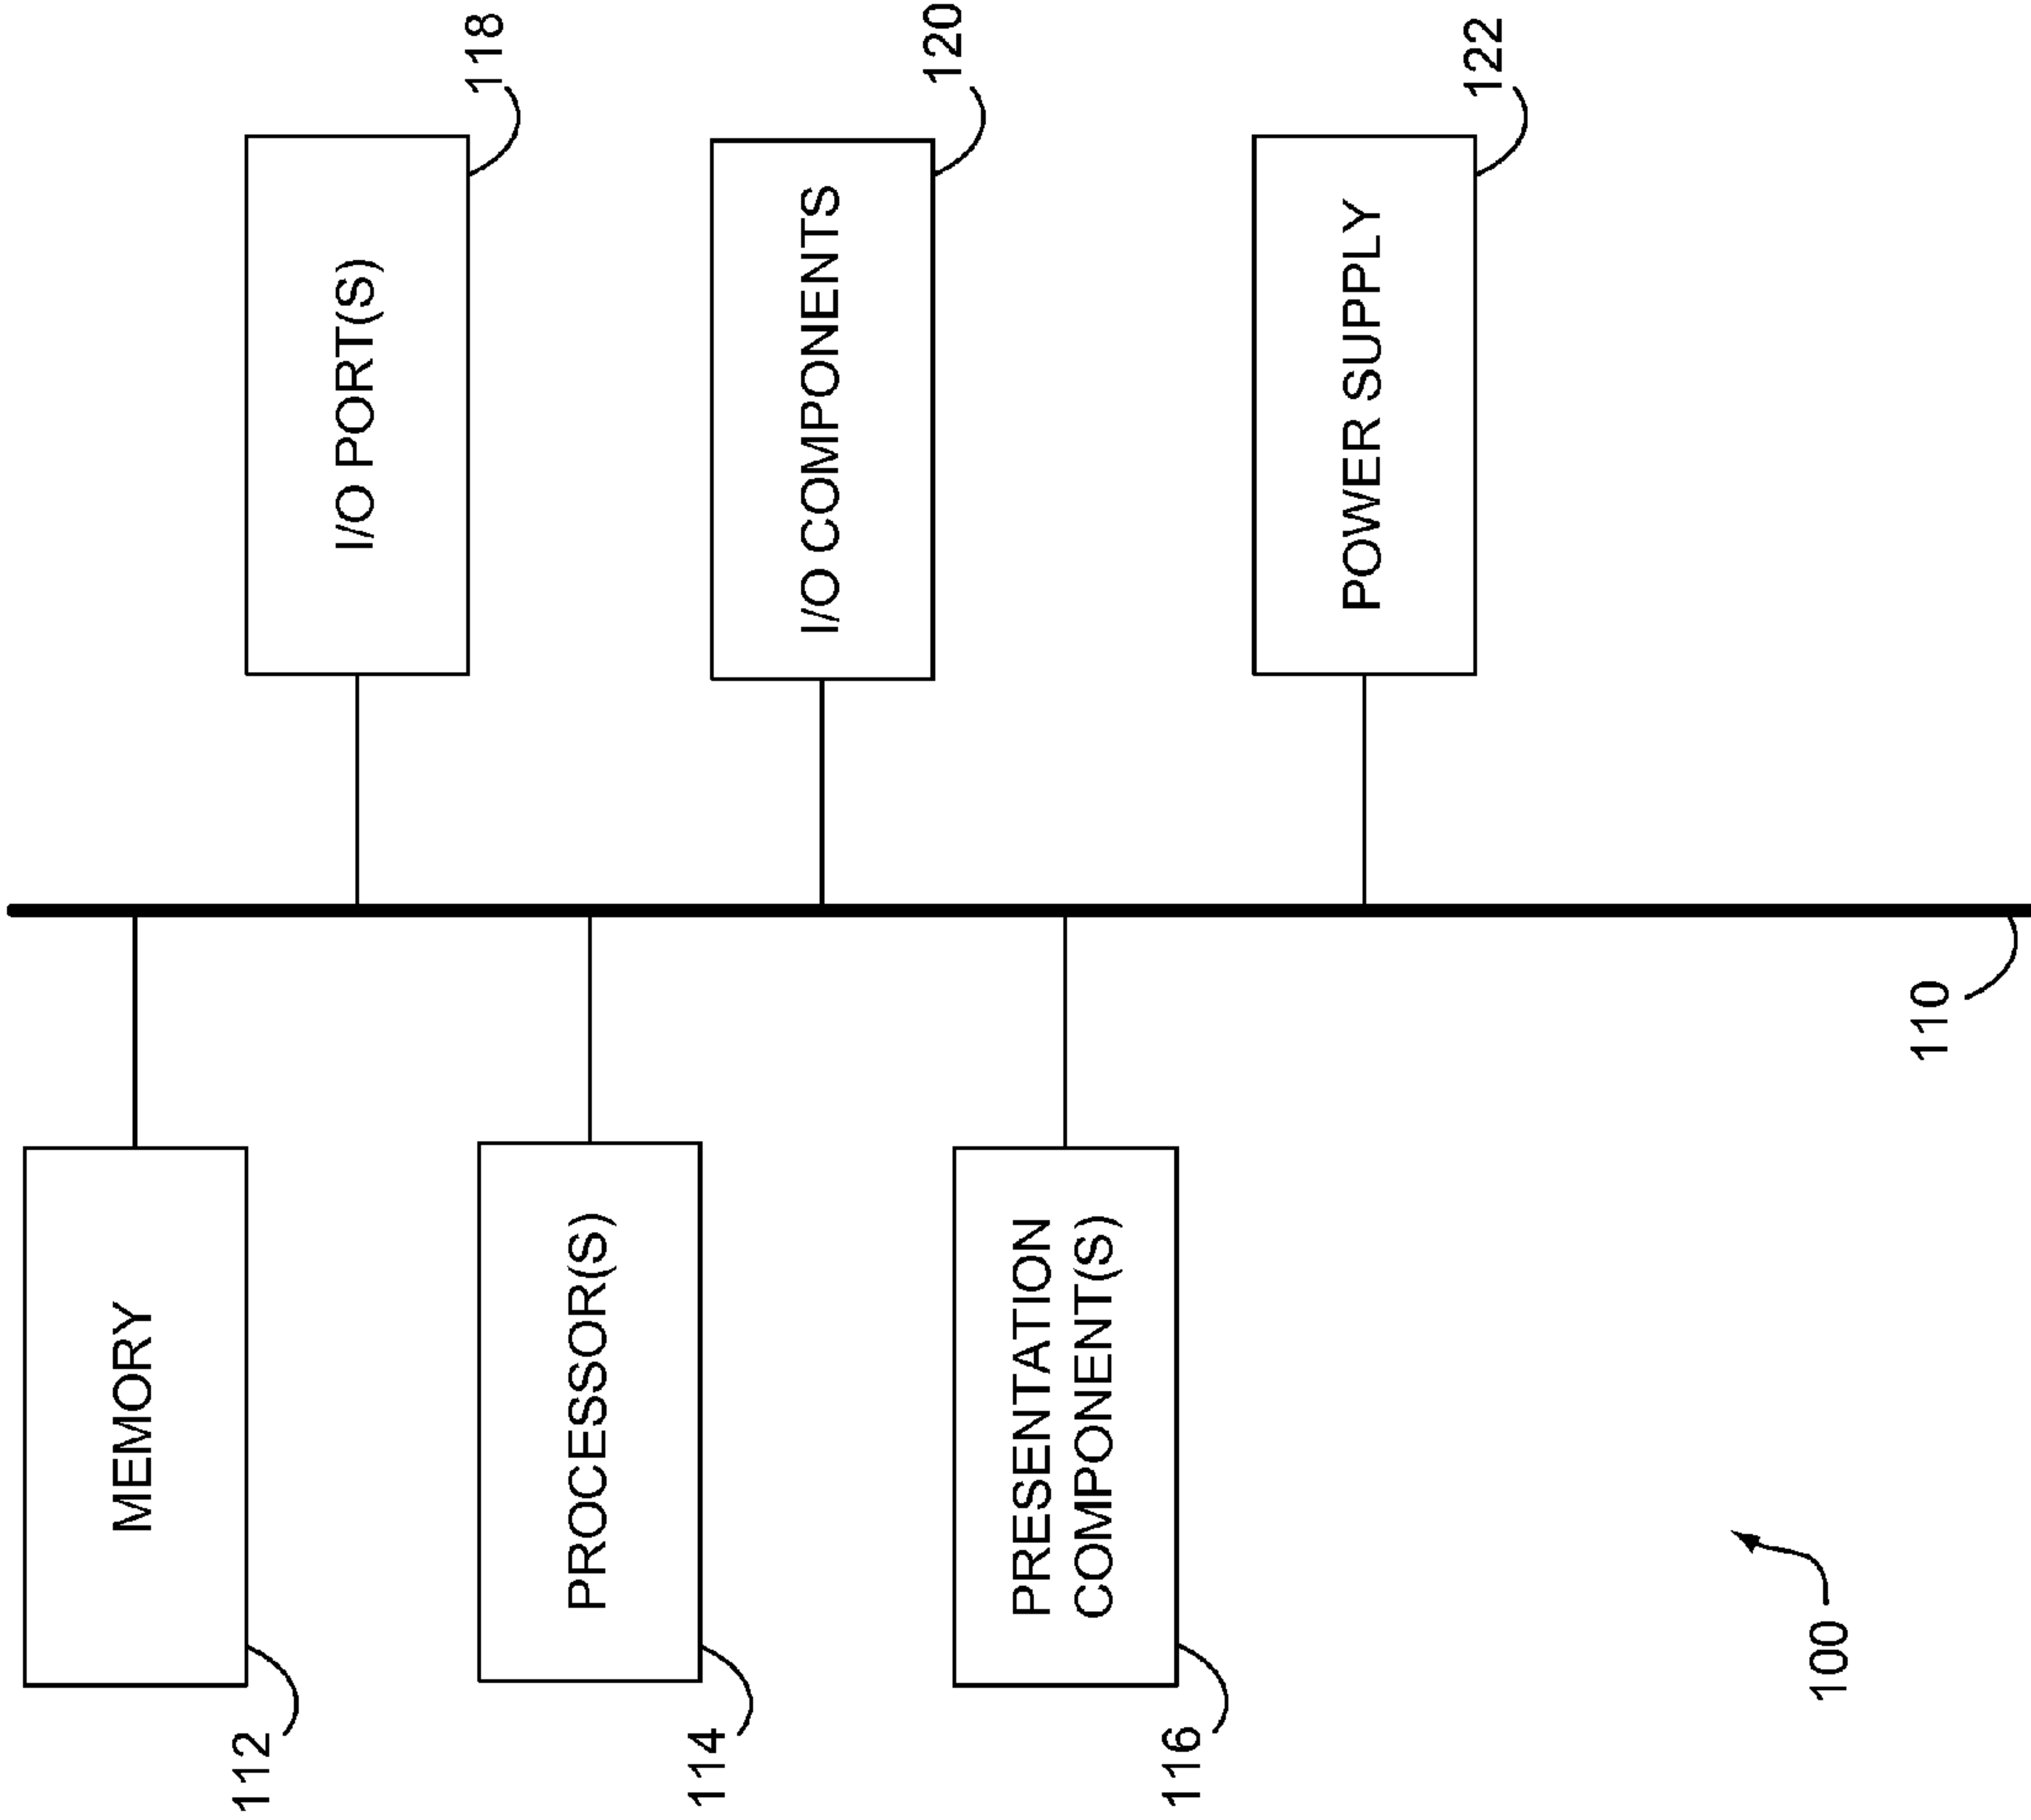 MEMORY
112
PROCESSOR(S)
114
PRESENTATION
COMPONENT(S)
116
I/O PORT(S)
118
I/O COMPONENTS
120
POWER SUPPLY
122
110
100